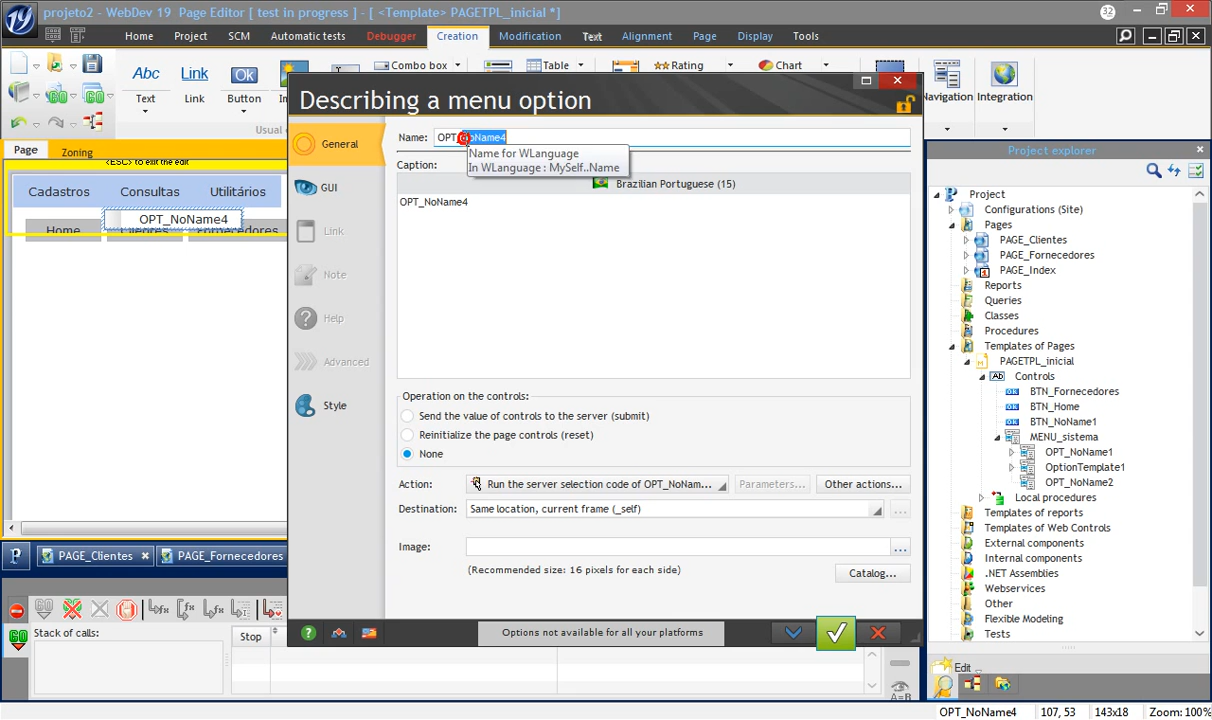 projeto2 - WebDev 19 Page Editor [ test in progress ] - [ <Template> PAGETPL_inicial *]
32
Home Project SCM Automatic tests Debugger Creation Modification Text Alignment Page Display Tools
Abc Link Ok Combo box Table Rating Chart
Text Link Button Navigation Integration
Usual
Page Zoning
<ESC> to exit the edit
Cadastros Consultas Utilitários
OPT_NoName4
Home Clientes Fornecedores
Describing a menu option
General
GUI
Link
Note
Help
Advanced
Style
Name: OPT_NoName4
Name for WLanguage
In WLanguage : MySelf..Name
Caption:
Brazilian Portuguese (15)
OPT_NoName4
Operation on the controls:
Send the value of controls to the server (submit)
Reinitialize the page controls (reset)
None
Action: Run the server selection code of OPT_NoNam... Parameters... Other actions...
Destination: Same location, current frame (_self) ...
Image: ...
(Recommended size: 16 pixels for each side)
Catalog...
Options not available for all your platforms
Project explorer
Project
Configurations (Site)
Pages
PAGE_Clientes
PAGE_Fornecedores
PAGE_Index
Reports
Queries
Classes
Procedures
Templates of Pages
PAGETPL_inicial
Controls
BTN_Fornecedores
BTN_Home
BTN_NoName1
MENU_sistema
OPT_NoName1
OptionTemplate1
OPT_NoName2
Local procedures
Templates of reports
Templates of Web Controls
External components
Internal components
.NET Assemblies
Webservices
Other
Flexible Modeling
Tests
Edit ...
PAGE_Clientes PAGE_Fornecedores
GO
Stack of calls:
Stop
A=B
OPT_NoName4 107, 53 143x18 Zoom: 100%